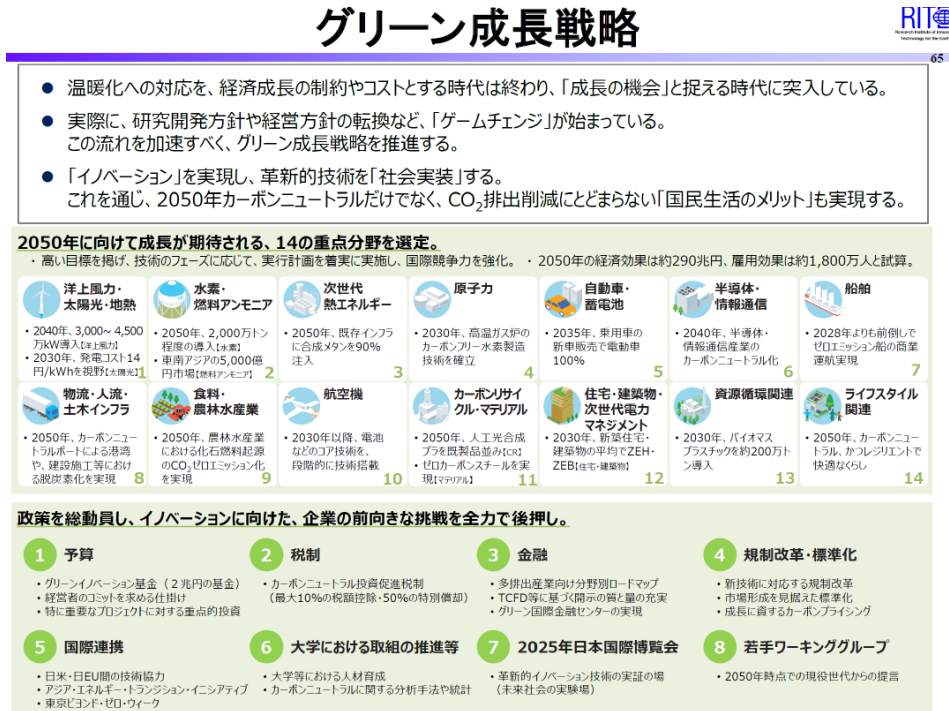 グリーン成長戦略
RITE
65
● 温暖化への対応を、経済成長の制約やコストとする時代は終わり、「成長の機会」と捉える時代に突入している。
● 実際に、研究開発方針や経営方針の転換など、「ゲームチェンジ」が始まっている。
この流れを加速すべく、グリーン成長戦略を推進する。
● 「イノベーション」を実現し、革新的技術を「社会実装」する。
これを通じ、2050年カーボンニュートラルだけでなく、CO2排出削減にとどまらない「国民生活のメリット」も実現する。
2050年に向けて成長が期待される、14の重点分野を選定。
・ 高い目標を掲げ、技術のフェーズに応じて、実行計画を着実に実施し、国際競争力を強化。 ・ 2050年の経済効果は約290兆円、雇用効果は約1,800万人と試算。
洋上風力・
太陽光・地熱
・2040年、3,000~4,500
万kW導入【洋上風力】
・2030年、発電コスト14
円/kWhを視野【太陽光】
1
水素・
燃料アンモニア
・2050年、2,000万トン
程度の導入【水素】
・東南アジアの5,000億
円市場【燃料アンモニア】
2
次世代
熱エネルギー
・2050年、既存インフラ
に合成メタンを90%
注入
3
原子力
・2030年、高温ガス炉の
カーボンフリー水素製造
技術を確立
4
自動車・
蓄電池
・2035年、乗用車の
新車販売で電動車
100%
5
半導体・
情報通信
・2040年、半導体・
情報通信産業の
カーボンニュートラル化
6
船舶
・2028年よりも前倒しで
ゼロエミッション船の商業
運航実現
7
物流・人流・
土木インフラ
・2050年、カーボンニュー
トラルポートによる港湾
や、建設施工等におけ
る脱炭素化を実現
8
食料・
農林水産業
・2050年、農林水産業
における化石燃料起源
のCO2ゼロエミッション化
を実現
9
航空機
・2030年以降、電池
などのコア技術を、
段階的に技術搭載
10
カーボンリサイ
クル・マテリアル
・2050年、人工光合成
プラを既製品並み【CR】
・ゼロカーボンスチールを実
現【マテリアル】
11
住宅・建築物・
次世代電力
マネジメント
・2030年、新築住宅・
建築物の平均でZEH・
ZEB【住宅・建築物】
12
資源循環関連
・2030年、バイオマス
プラスチックを約200万ト
ン導入
13
ライフスタイル
関連
・2050年、カーボンニュー
トラル、かつレジリエントで
快適なくらし
14
政策を総動員し、イノベーションに向けた、企業の前向きな挑戦を全力で後押し。
1 予算
・グリーンイノベーション基金（２兆円の基金）
・経営者のコミットを求める仕掛け
・特に重要なプロジェクトに対する重点的投資
2 税制
・カーボンニュートラル投資促進税制
（最大10%の税額控除・50%の特別償却）
3 金融
・多排出産業向け分野別ロードマップ
・TCFD等に基づく開示の質と量の充実
・グリーン国際金融センターの実現
4 規制改革・標準化
・新技術に対応する規制改革
・市場形成を見据えた標準化
・成長に資するカーボンプライシング
5 国際連携
・日米・日EU間の技術協力
・アジア・エネルギー・トランジション・イニシアティブ
・東京ビヨンド・ゼロ・ウィーク
6 大学における取組の推進等
・大学等における人材育成
・カーボンニュートラルに関する分析手法や統計
7 2025年日本国際博覧会
・革新的イノベーション技術の実証の場
（未来社会の実験場）
8 若手ワーキンググループ
・2050年時点での現役世代からの提言